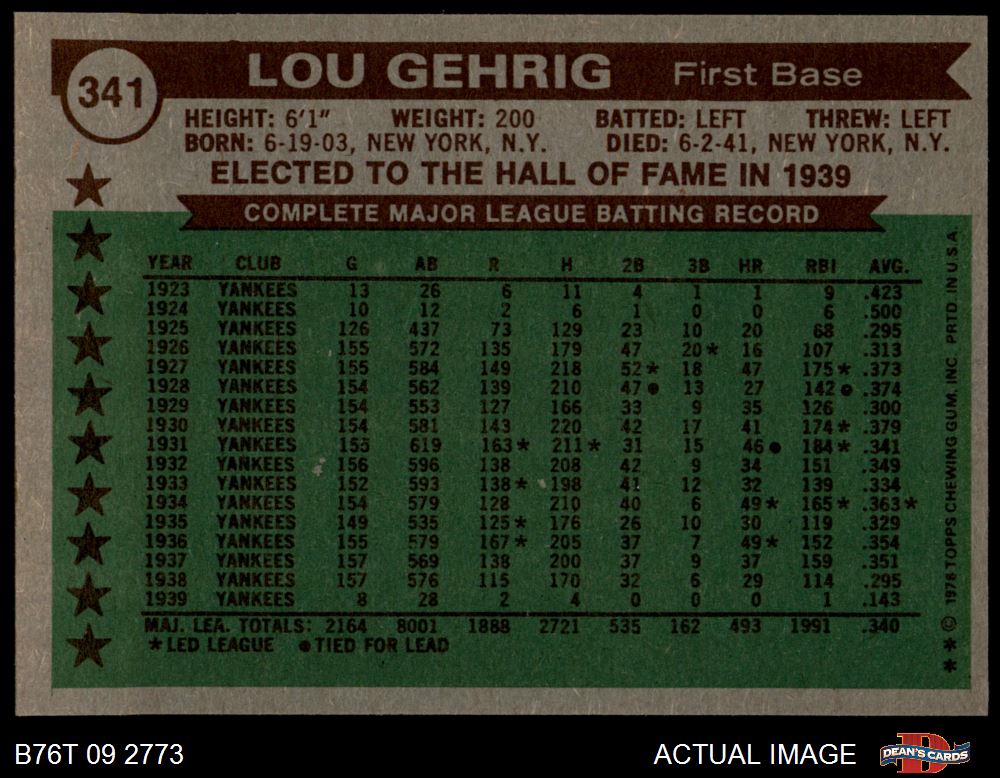 341 LOU GEHRIG First Base
HEIGHT: 6'1" WEIGHT: 200 BATTED: LEFT THREW: LEFT
BORN: 6-19-03, NEW YORK, N.Y. DIED: 6-2-41, NEW YORK, N.Y.
ELECTED TO THE HALL OF FAME IN 1939
COMPLETE MAJOR LEAGUE BATTING RECORD
YEAR CLUB G AB R H 2B 3B HR RBI AVG.
1923 YANKEES 13 26 6 11 4 1 1 9 .423
1924 YANKEES 10 12 2 6 1 0 0 6 .500
1925 YANKEES 126 437 73 129 23 10 20 68 .295
1926 YANKEES 155 572 135 179 47 20* 16 107 .313
1927 YANKEES 155 584 149 218 52* 18 47 175* .373
1928 YANKEES 154 562 139 210 47● 13 27 142● .374
1929 YANKEES 154 553 127 166 33 9 35 126 .300
1930 YANKEES 154 581 143 220 42 17 41 174* .379
1931 YANKEES 155 619 163* 211* 31 15 46● 184* .341
1932 YANKEES 156 596 138 208 42 9 34 151 .349
1933 YANKEES 152 593 138* 198 41 12 32 139 .334
1934 YANKEES 154 579 128 210 40 6 49* 165* .363*
1935 YANKEES 149 535 125* 176 26 10 30 119 .329
1936 YANKEES 155 579 167* 205 37 7 49* 152 .354
1937 YANKEES 157 569 138 200 37 9 37 159 .351
1938 YANKEES 157 576 115 170 32 6 29 114 .295
1939 YANKEES 8 28 2 4 0 0 0 1 .143
MAJ. LEA. TOTALS: 2164 8001 1888 2721 535 162 493 1991 .340
*LED LEAGUE ●TIED FOR LEAD
** © 1976 TOPPS CHEWING GUM, INC. PRTD. IN U.S.A.
B76T 09 2773 ACTUAL IMAGE DEAN'S CARDS